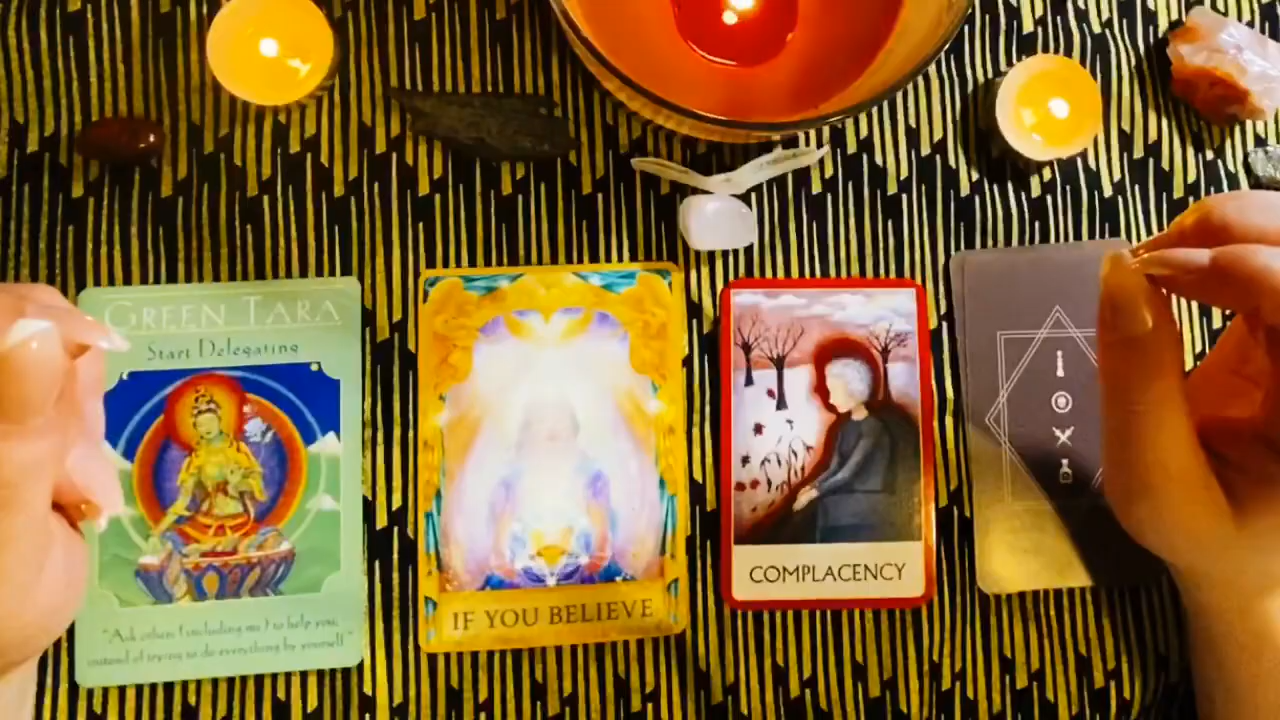 GREEN TARA
Start Delegating
"Ask others (including me) to help you,
instead of trying to do everything by yourself."
IF YOU BELIEVE
COMPLACENCY